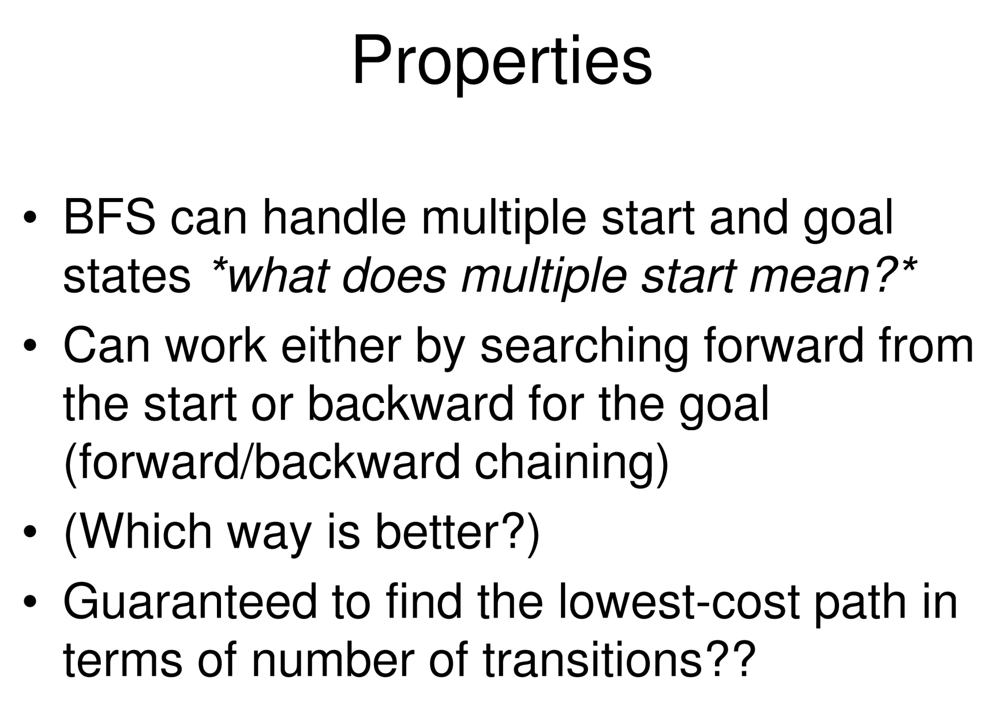 Properties
• BFS can handle multiple start and goal
states *what does multiple start mean?*
• Can work either by searching forward from
the start or backward for the goal
(forward/backward chaining)
• (Which way is better?)
• Guaranteed to find the lowest-cost path in
terms of number of transitions??